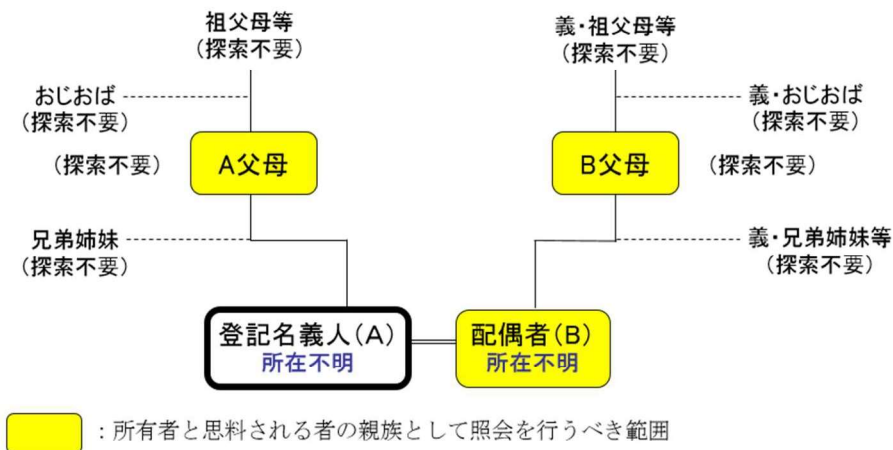 祖父母等
（探索不要）
義・祖父母等
（探索不要）
おじおば
（探索不要）
義・おじおば
（探索不要）
（探索不要）
A父母
B父母
（探索不要）
兄弟姉妹
（探索不要）
義・兄弟姉妹等
（探索不要）
登記名義人（A）
所在不明
配偶者（B）
所在不明
：所有者と思料される者の親族として照会を行うべき範囲